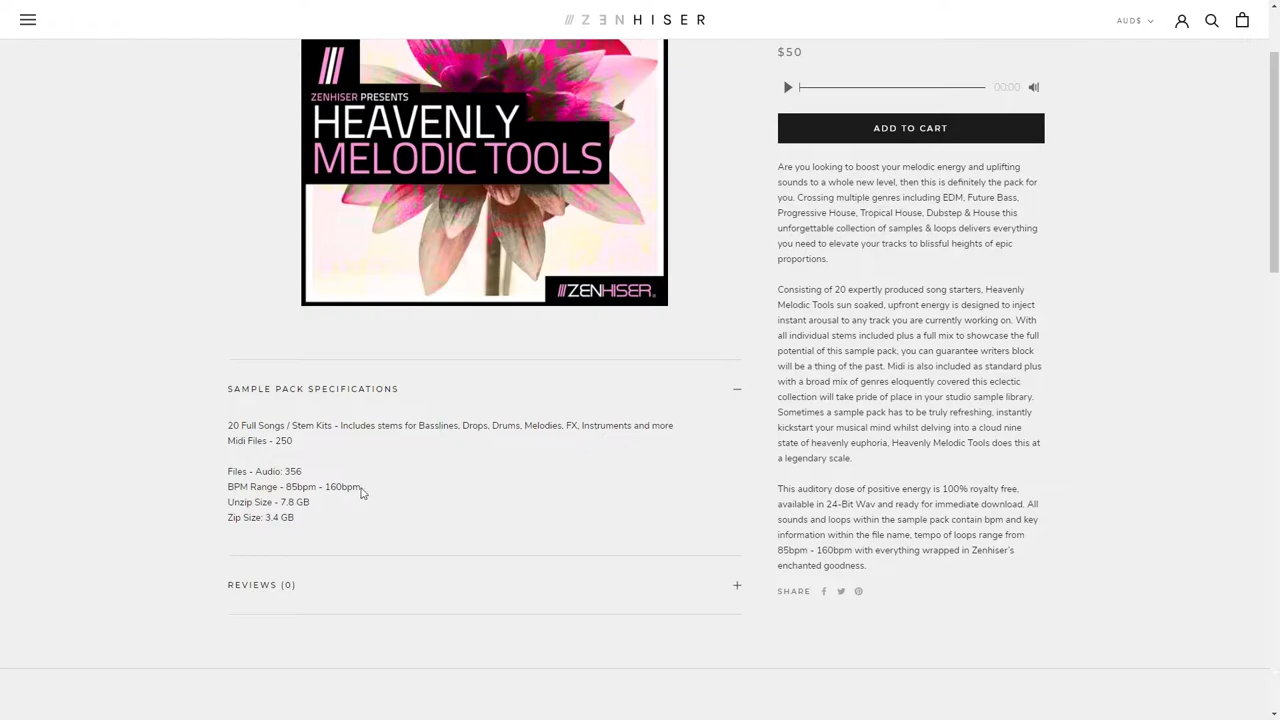 ZENHISER
AUD$
ZENHISER PRESENTS
HEAVENLY
MELODIC TOOLS
ZENHISER
SAMPLE PACK SPECIFICATIONS
20 Full Songs / Stem Kits - Includes stems for Basslines, Drops, Drums, Melodies, FX, Instruments and more
Midi Files - 250
Files - Audio: 356
BPM Range - 85bpm - 160bpm
Unzip Size - 7.8 GB
Zip Size: 3.4 GB
REVIEWS (0)
$50
00:00
ADD TO CART
Are you looking to boost your melodic energy and uplifting
sounds to a whole new level, then this is definitely the pack for
you. Crossing multiple genres including EDM, Future Bass,
Progressive House, Tropical House, Dubstep & House this
unforgettable collection of samples & loops delivers everything
you need to elevate your tracks to blissful heights of epic
proportions.
Consisting of 20 expertly produced song starters, Heavenly
Melodic Tools sun soaked, upfront energy is designed to inject
instant arousal to any track you are currently working on. With
all individual stems included plus a full mix to showcase the full
potential of this sample pack, you can guarantee writers block
will be a thing of the past. Midi is also included as standard plus
with a broad mix of genres eloquently covered this eclectic
collection will take pride of place in your studio sample library.
Sometimes a sample pack has to be truly refreshing, instantly
kickstart your musical mind whilst delving into a cloud nine
state of heavenly euphoria, Heavenly Melodic Tools does this at
a legendary scale.
This auditory dose of positive energy is 100% royalty free,
available in 24-Bit Wav and ready for immediate download. All
sounds and loops within the sample pack contain bpm and key
information within the file name, tempo of loops range from
85bpm - 160bpm with everything wrapped in Zenhiser's
enchanted goodness.
SHARE